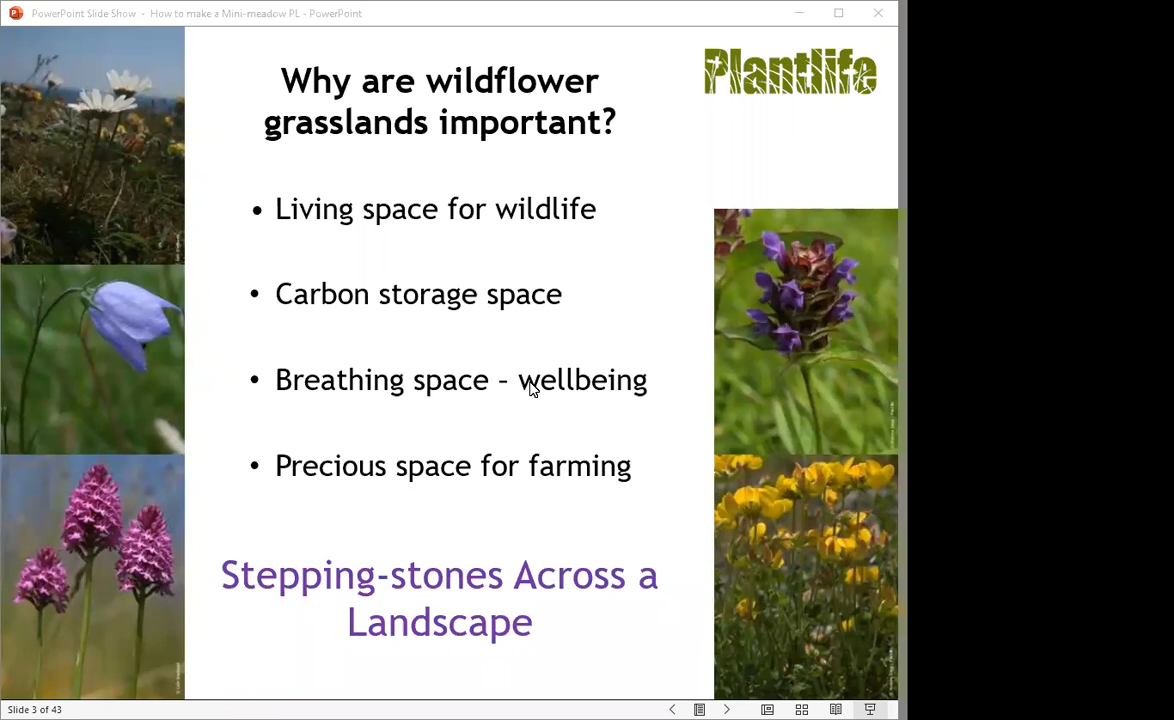 PowerPoint Slide Show - How to make a Mini-meadow PL - PowerPoint
Plantlife
Why are wildflower
grasslands important?
• Living space for wildlife
• Carbon storage space
• Breathing space – wellbeing
• Precious space for farming
Stepping-stones Across a
Landscape
Slide 3 of 43